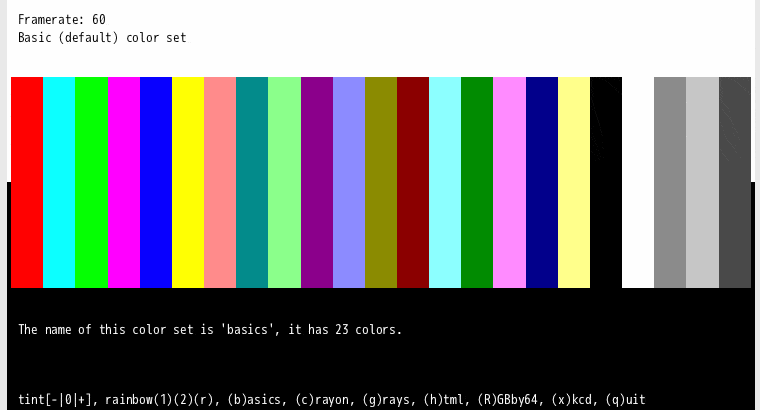 Framerate: 60
Basic (default) color set
The name of this color set is 'basics', it has 23 colors.
tint[-|0|+], rainbow(1)(2)(r), (b)asics, (c)rayon, (g)rays, (h)tml, (R)GBby64, (x)kcd, (q)uit